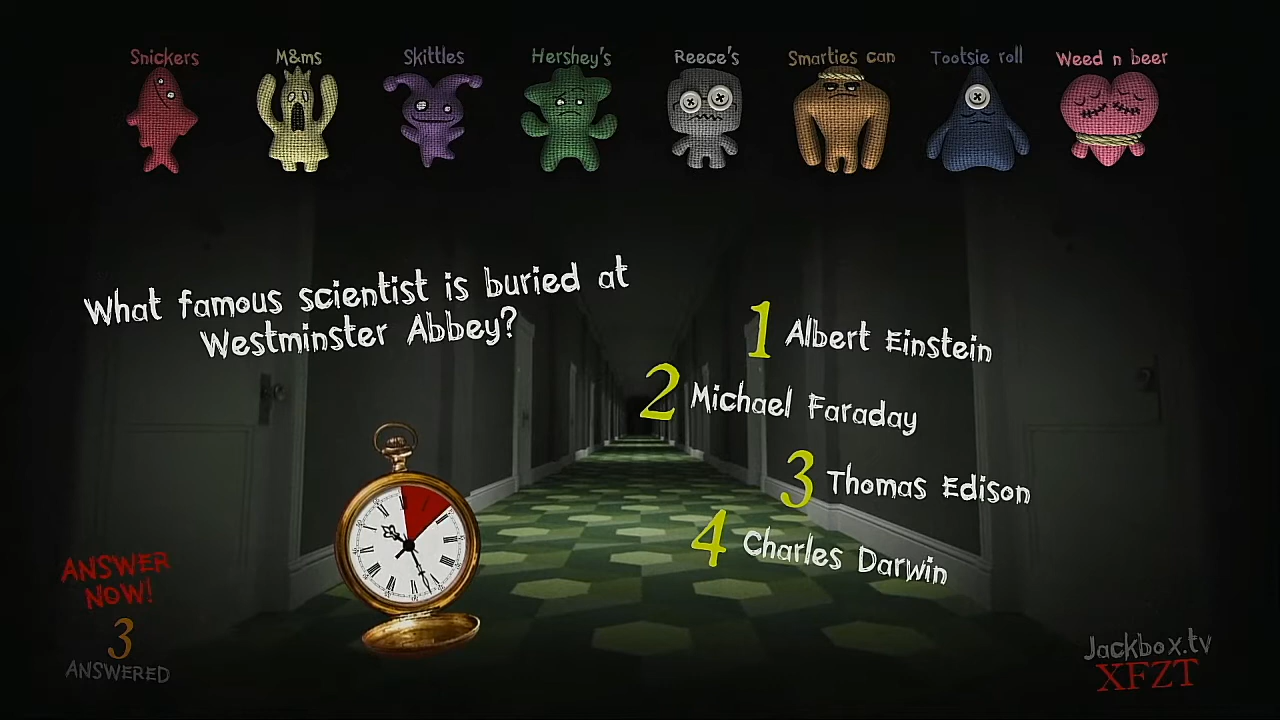 Snickers
M&ms
Skittles
Hershey's
Reece's
Smarties can
Tootsie roll
Weed n beer
What famous scientist is buried at
Westminster Abbey?
1 Albert Einstein
2 Michael Faraday
3 Thomas Edison
4 Charles Darwin
ANSWER
NOW!
3
ANSWERED
Jackbox.tv
XFZT